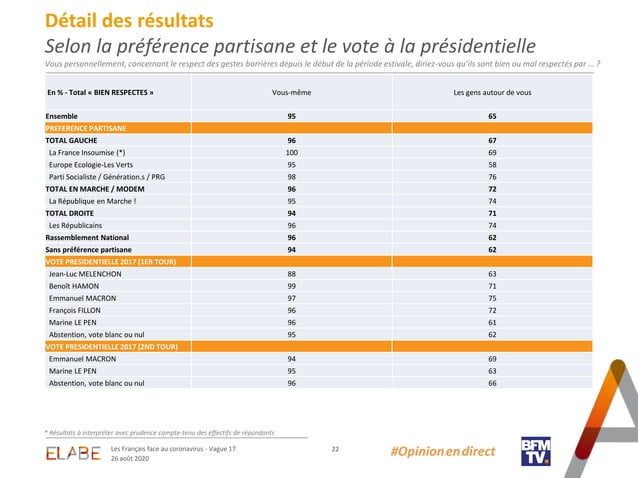 Détail des résultats
Selon la préférence partisane et le vote à la présidentielle
Vous personnellement, concernant le respect des gestes barrières depuis le début de la période estivale, diriez-vous qu'ils sont bien ou mal respectés par … ?
En % - Total « BIEN RESPECTES » Vous-même Les gens autour de vous
Ensemble 95 65
PREFERENCE PARTISANE
TOTAL GAUCHE 96 67
La France Insoumise (*) 100 69
Europe Ecologie-Les Verts 95 58
Parti Socialiste / Génération.s / PRG 98 76
TOTAL EN MARCHE / MODEM 96 72
La République en Marche ! 95 74
TOTAL DROITE 94 71
Les Républicains 96 74
Rassemblement National 96 62
Sans préférence partisane 94 62
VOTE PRESIDENTIELLE 2017 (1ER TOUR)
Jean-Luc MELENCHON 88 63
Benoît HAMON 99 71
Emmanuel MACRON 97 75
François FILLON 96 72
Marine LE PEN 96 61
Abstention, vote blanc ou nul 95 62
VOTE PRESIDENTIELLE 2017 (2ND TOUR)
Emmanuel MACRON 94 69
Marine LE PEN 95 63
Abstention, vote blanc ou nul 96 66
* Résultats à interpréter avec prudence compte-tenu des effectifs de répondants
ELABE
Les Français face au coronavirus - Vague 17
26 août 2020
22
#Opinionendirect
BFM
TV.